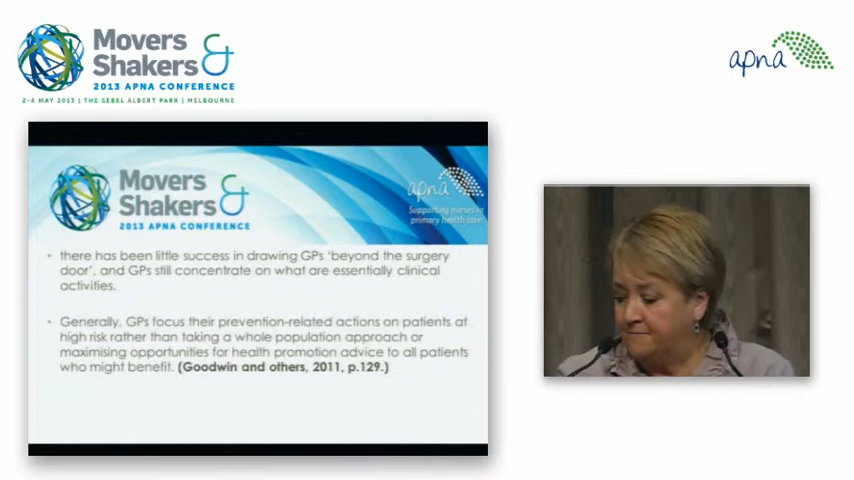 Movers
Shakers &
2013 APNA CONFERENCE
2-4 MAY 2013 | THE SEBEL ALBERT PARK | MELBOURNE
apna
Movers
Shakers &
2013 APNA CONFERENCE
apna
Supporting nurses in
primary health care
- there has been little success in drawing GPs 'beyond the surgery
door', and GPs still concentrate on what are essentially clinical
activities.
- Generally, GPs focus their prevention-related actions on patients at
high risk rather than taking a whole population approach or
maximising opportunities for health promotion advice to all patients
who might benefit. (Goodwin and others, 2011, p.129.)